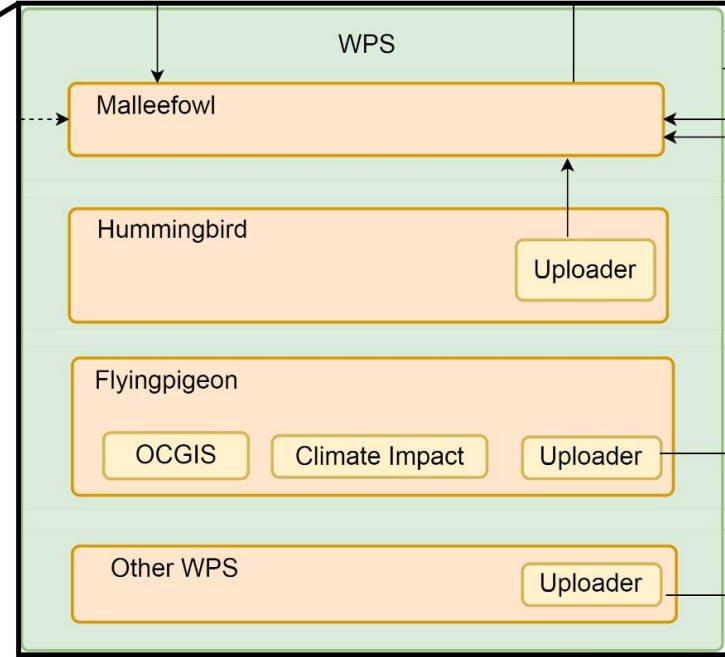 WPS
Malleefowl
Hummingbird
Uploader
Flyingpigeon
OCGIS
Climate Impact
Uploader
Other WPS
Uploader